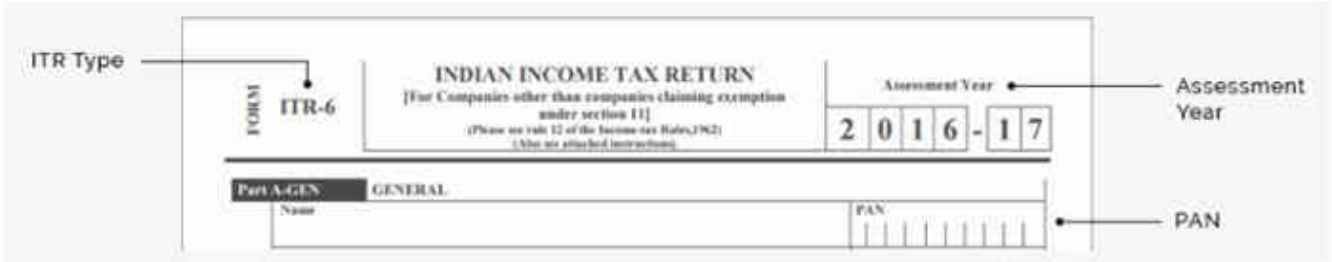 ITR Type
FORM
ITR-6
INDIAN INCOME TAX RETURN
[For Companies other than companies claiming exemption
under section 11]
(Please see rule 12 of the Income-tax Rules,1962)
(Also see attached instructions)
Assessment Year
2 0 1 6 - 1 7
Assessment
Year
Part A-GEN GENERAL
Name
PAN
PAN